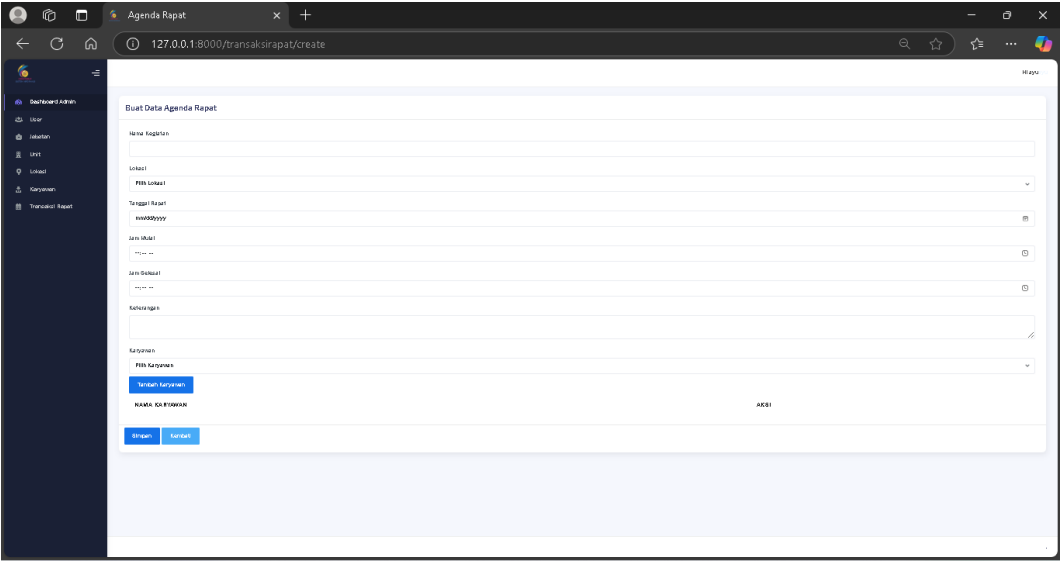 Agenda Rapat
127.0.0.1:8000/transaksirapat/create
Hi ayu
Dashboard Admin
User
Jabatan
Unit
Lokasi
Karyawan
Transaksi Rapat
Buat Data Agenda Rapat
Nama Kegiatan
Lokasi
Pilih Lokasi
Tanggal Rapat
mm/dd/yyyy
Jam Mulai
--:-- --
Jam Selesai
--:-- --
Keterangan
Karyawan
Pilih Karyawan
Tambah Karyawan
NAMA KARYAWAN AKSI
Simpan Kembali